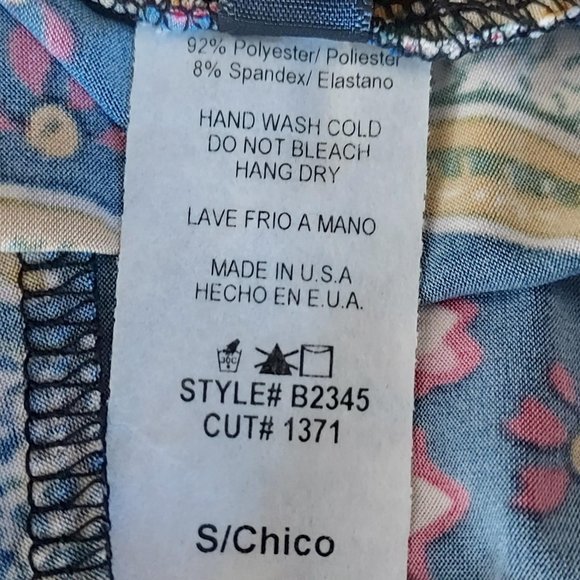 92% Polyester/ Poliester
8% Spandex/ Elastano
HAND WASH COLD
DO NOT BLEACH
HANG DRY
LAVE FRIO A MANO
MADE IN U.S.A
HECHO EN E.U.A.
30C
STYLE# B2345
CUT# 1371
S/Chico